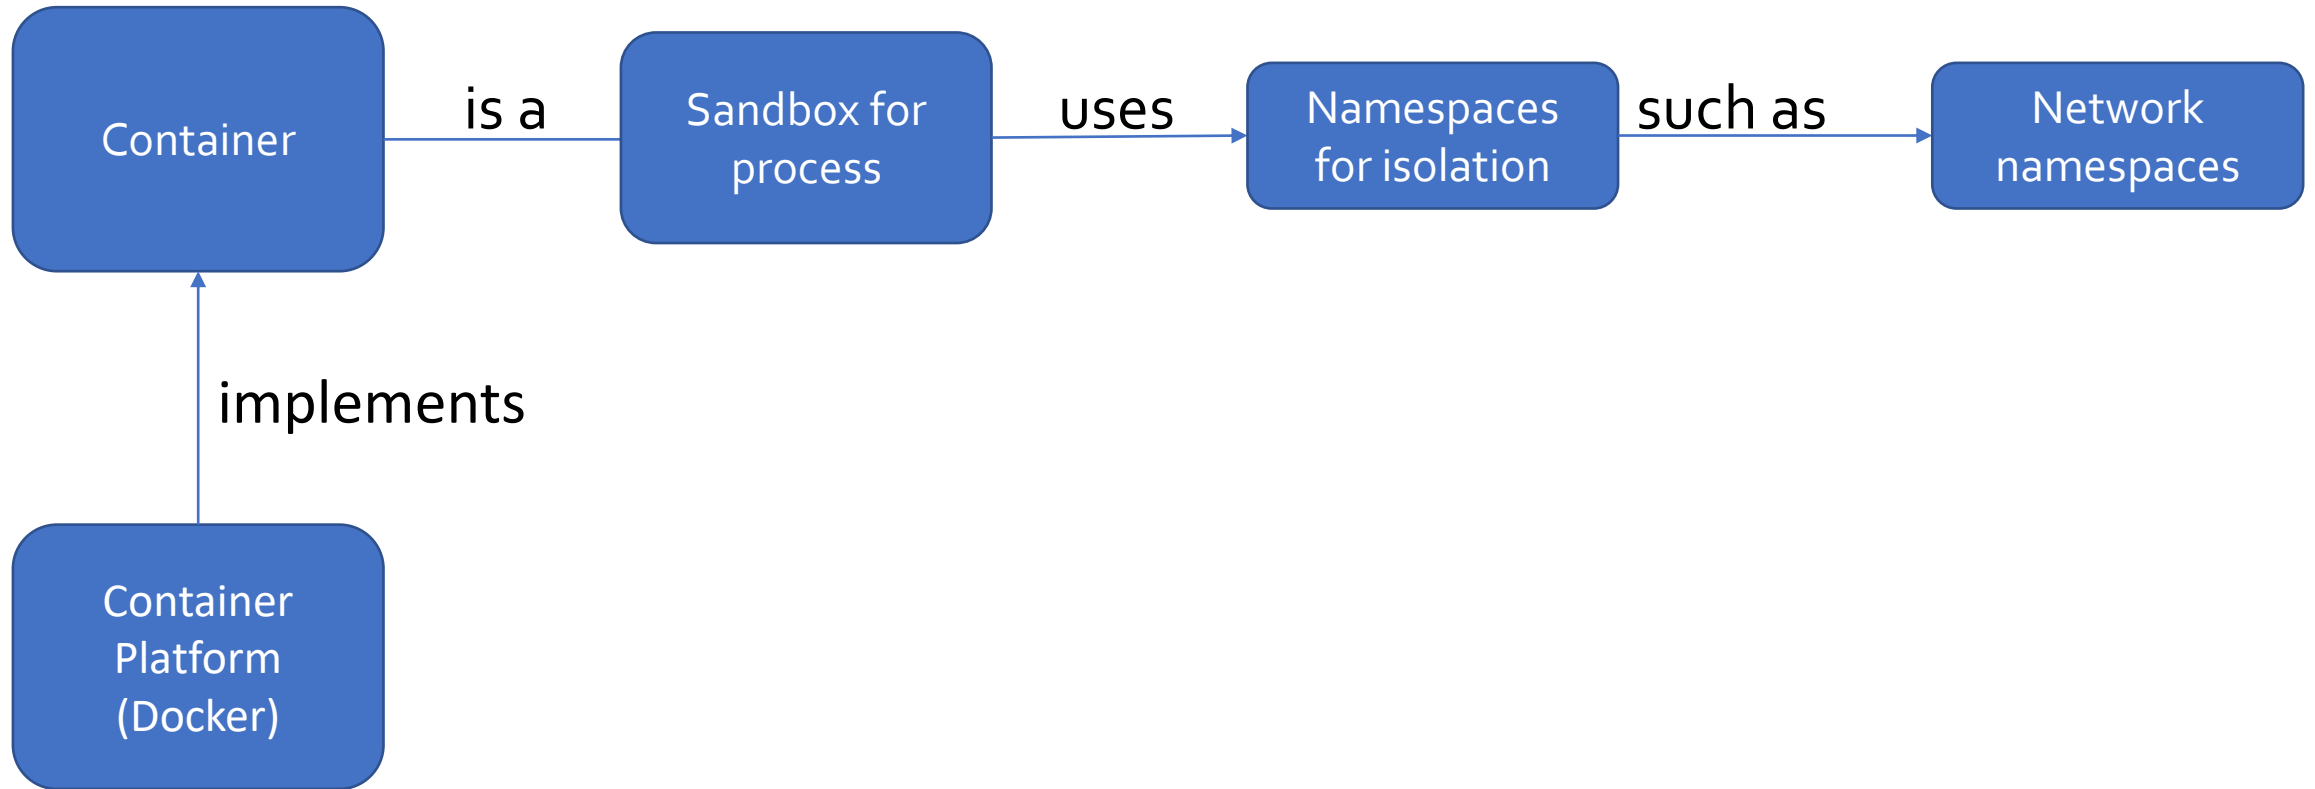 Container
is a
Sandbox for
process
uses
Namespaces
for isolation
such as
Network
namespaces
implements
Container
Platform
(Docker)